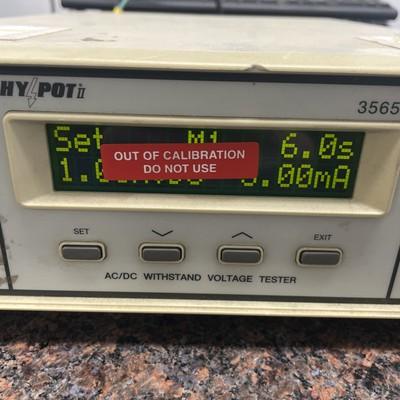 HYPOT II
3565
Set M1 6.0s
OUT OF CALIBRATION
DO NOT USE
SET
EXIT
AC/DC WITHSTAND VOLTAGE TESTER